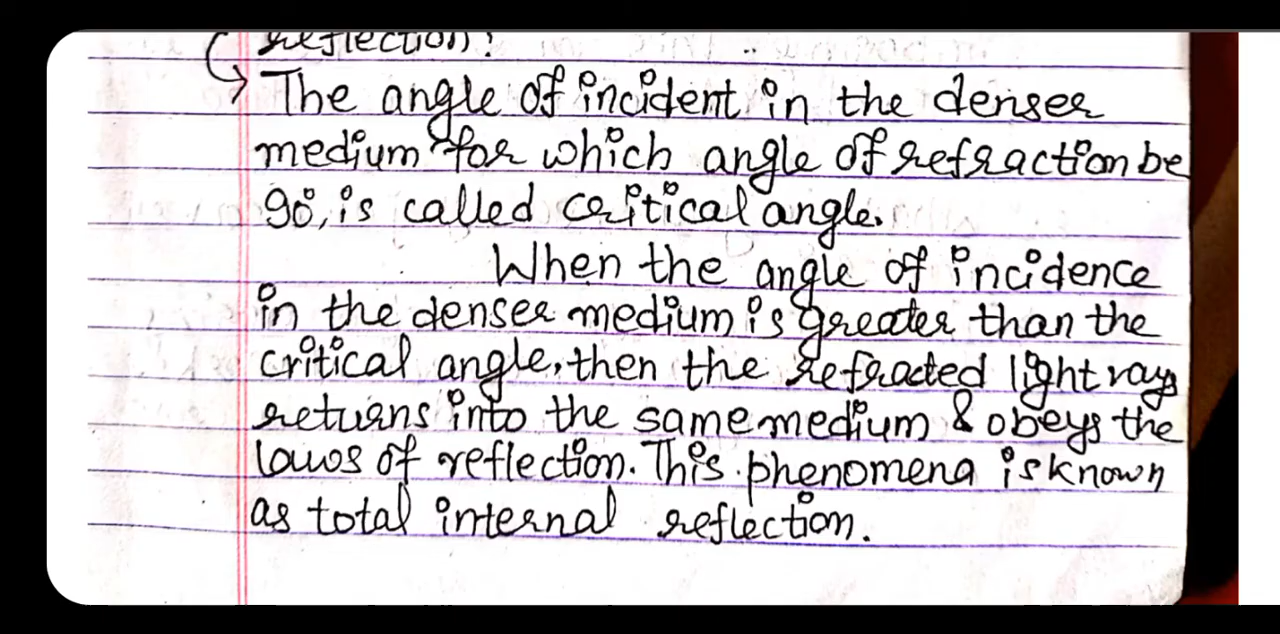 reflection?
The angle of incident in the denser
medium for which angle of refraction be
90°, is called critical angle.
When the angle of incidence
in the denser medium is greater than the
critical angle, then the refracted light rays
returns into the same medium & obeys the
laws of reflection. This phenomena is known
as total internal reflection.